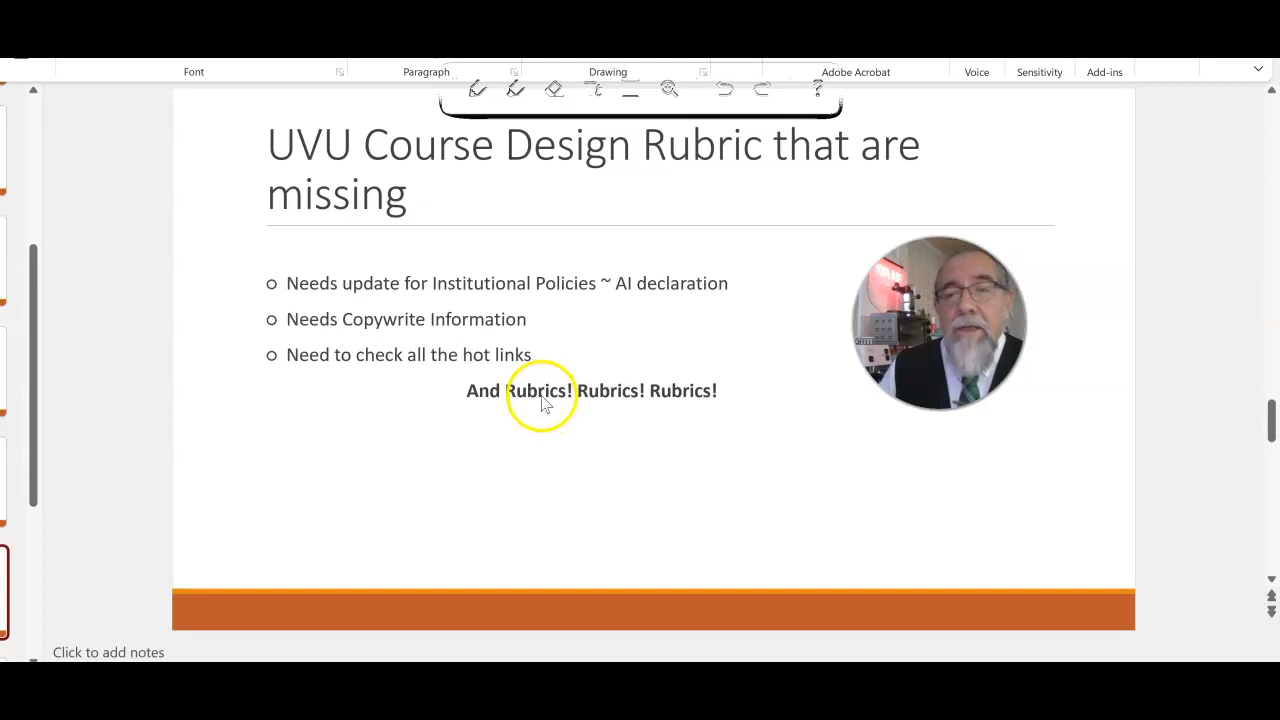 Font Paragraph Drawing Adobe Acrobat Voice Sensitivity Add-ins
UVU Course Design Rubric that are
missing
Needs update for Institutional Policies ~ AI declaration
Needs Copywrite Information
Need to check all the hot links
And Rubrics! Rubrics! Rubrics!
Click to add notes